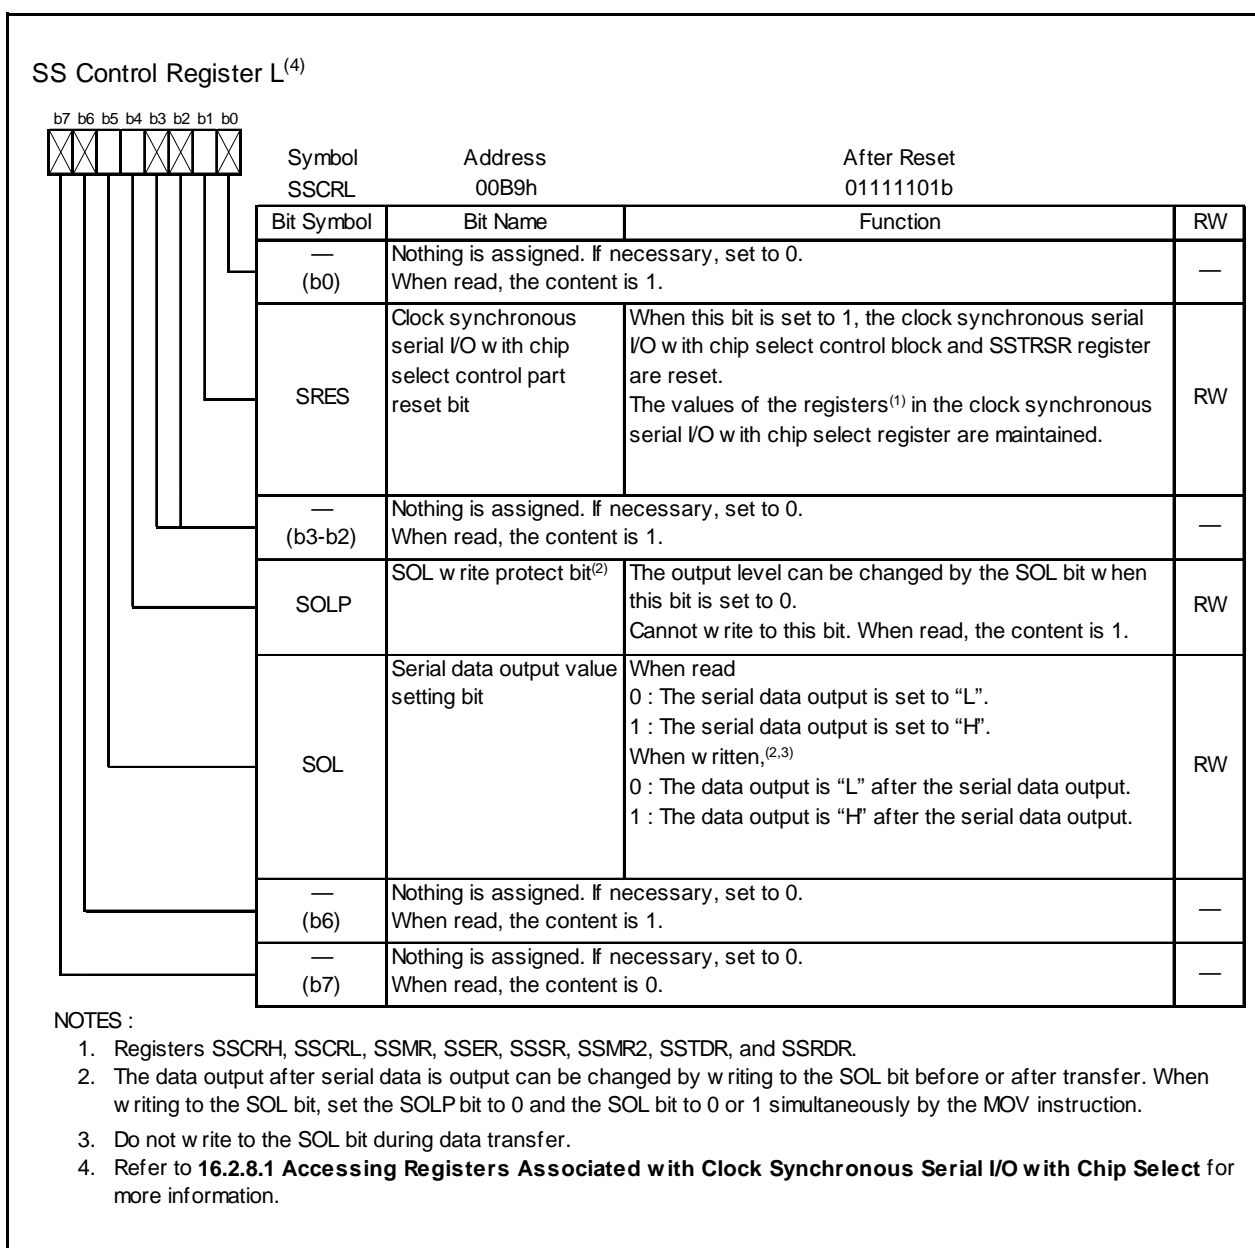 SS Control Register L(4)
b7 b6 b5 b4 b3 b2 b1 b0
Symbol Address After Reset
SSCRL 00B9h 01111101b
Bit Symbol Bit Name Function RW
— Nothing is assigned. If necessary, set to 0.
(b0) When read, the content is 1. —
SRES Clock synchronous serial I/O with chip select control part reset bit
When this bit is set to 1, the clock synchronous serial
I/O with chip select control block and SSTRSR register
are reset.
The values of the registers(1) in the clock synchronous
serial I/O with chip select register are maintained.
RW
— Nothing is assigned. If necessary, set to 0.
(b3-b2) When read, the content is 1. —
SOLP SOL write protect bit(2)
The output level can be changed by the SOL bit when
this bit is set to 0.
Cannot write to this bit. When read, the content is 1.
RW
SOL Serial data output value setting bit
When read
0 : The serial data output is set to “L”.
1 : The serial data output is set to “H”.
When written,(2,3)
0 : The data output is “L” after the serial data output.
1 : The data output is “H” after the serial data output.
RW
— Nothing is assigned. If necessary, set to 0.
(b6) When read, the content is 1. —
— Nothing is assigned. If necessary, set to 0.
(b7) When read, the content is 0. —
NOTES :
1. Registers SSCRH, SSCRL, SSMR, SSER, SSSR, SSMR2, SSTDR, and SSRDR.
2. The data output after serial data is output can be changed by writing to the SOL bit before or after transfer. When
writing to the SOL bit, set the SOLP bit to 0 and the SOL bit to 0 or 1 simultaneously by the MOV instruction.
3. Do not write to the SOL bit during data transfer.
4. Refer to 16.2.8.1 Accessing Registers Associated with Clock Synchronous Serial I/O with Chip Select for
more information.